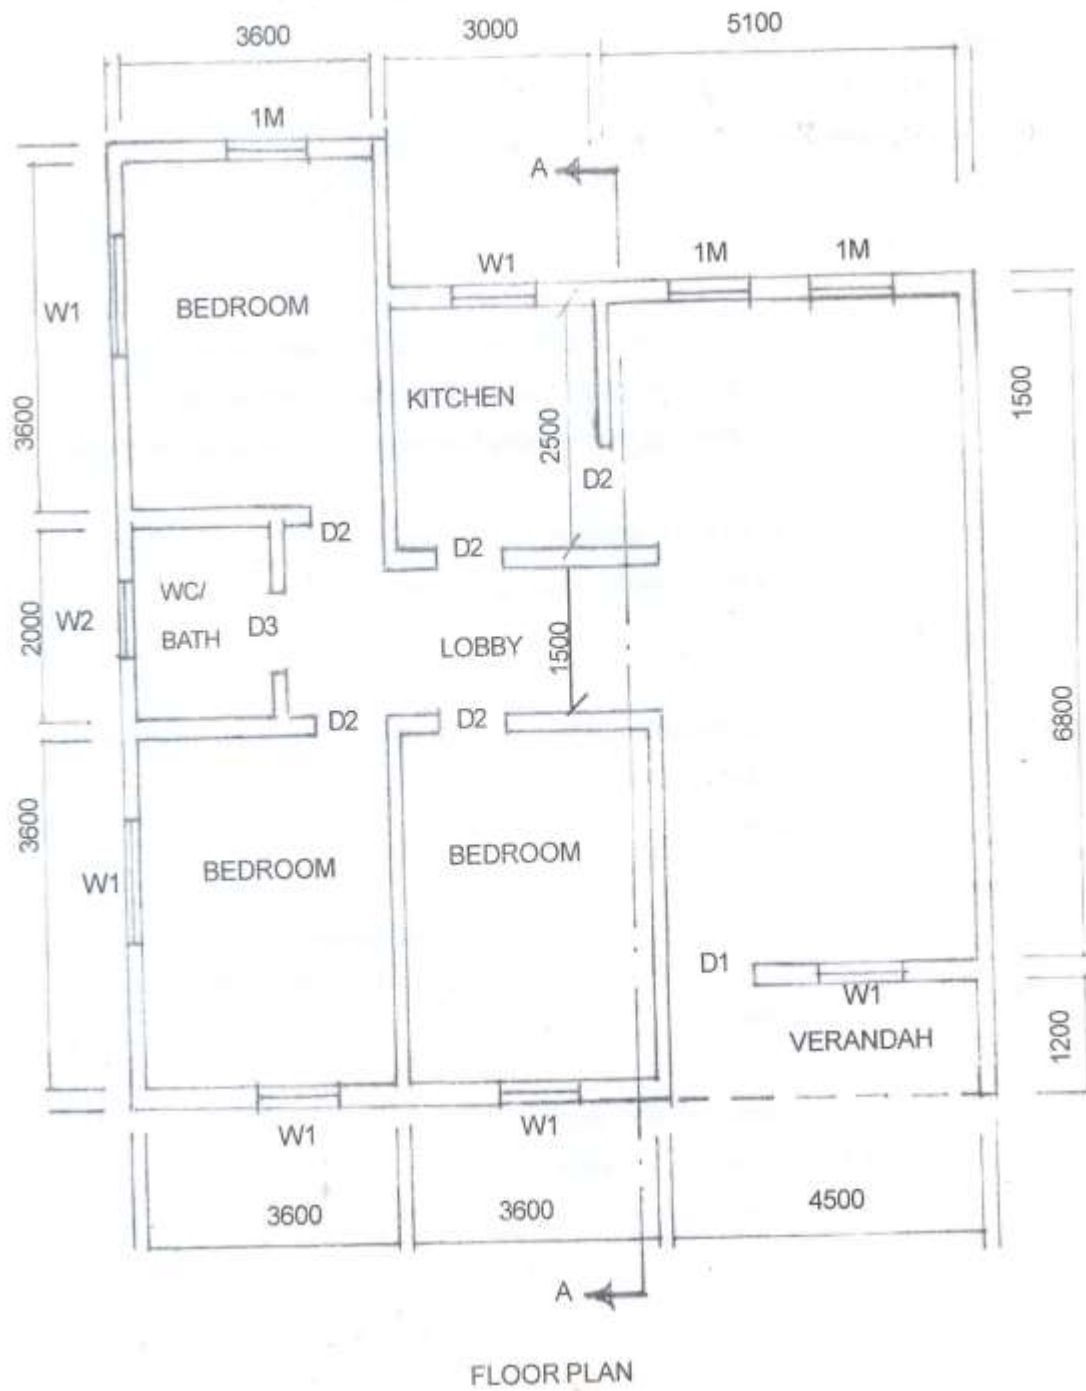 3600
3000
5100
1M
A
W1
1M
1M
W1
BEDROOM
KITCHEN
3600
2500
1500
D2
D2
D2
WC/
BATH
D3
W2
2000
LOBBY
1500
D2
D2
6800
3600
W1
BEDROOM
BEDROOM
D1
W1
VERANDAH
1200
W1
W1
3600
3600
4500
A
FLOOR PLAN